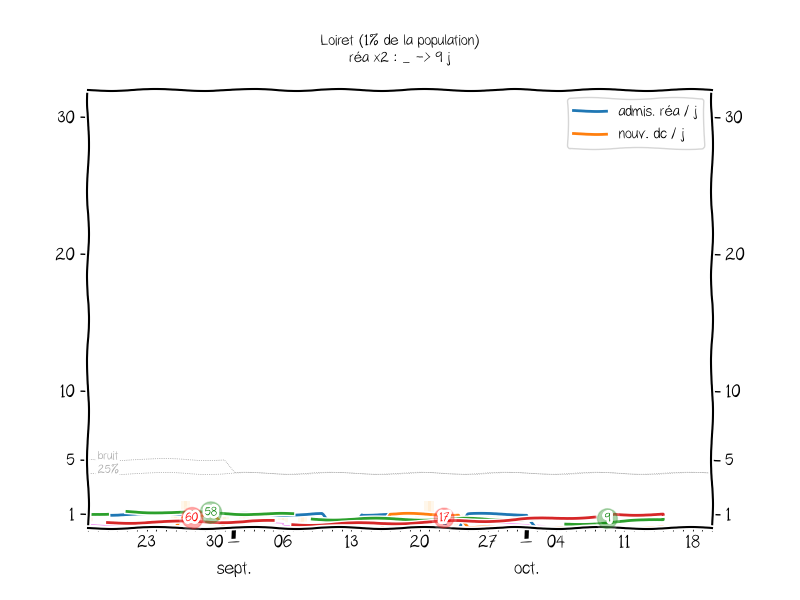 Loiret (1% de la population)
réa x2 : _ -> 9 j
30 30
admis. réa / j
nouv. dc / j
20 20
10 10
bruit
5 5
25%
58
60 17 9
1 1
23 30 06 13 20 27 04 11 18
sept. oct.